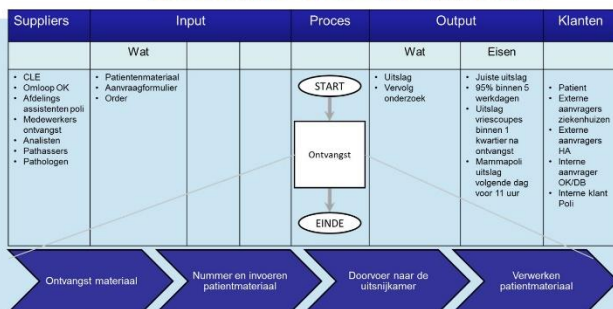 Suppliers
Input
Proces
Output
Klanten
Wat
Wat
Eisen
• CLE
• Omloop OK
• Afdelings
assistenten poli
• Medewerkers
ontvangst
• Analisten
• Pathassers
• Pathologen
• Patientenmateriaal
• Aanvraagformulier
• Order
START
Ontvangst
EINDE
• Uitslag
• Vervolg
onderzoek
• Juiste uitslag
• 95% binnen 5
werkdagen
• Uitslag
vriescoupes
binnen 1
kwartier na
ontvangst
• Mammapoli
uitslag
volgende dag
voor 11 uur
• Patient
• Externe
aanvragers
ziekenhuizen
• Externe
aanvragers
HA
• Interne
aanvrager
OK/DB
• Interne klant
Poli
Ontvangst materiaal
Nummer en invoeren
patientmateriaal
Doorvoer naar de
uitsnijkamer
Verwerken
patientmateriaal